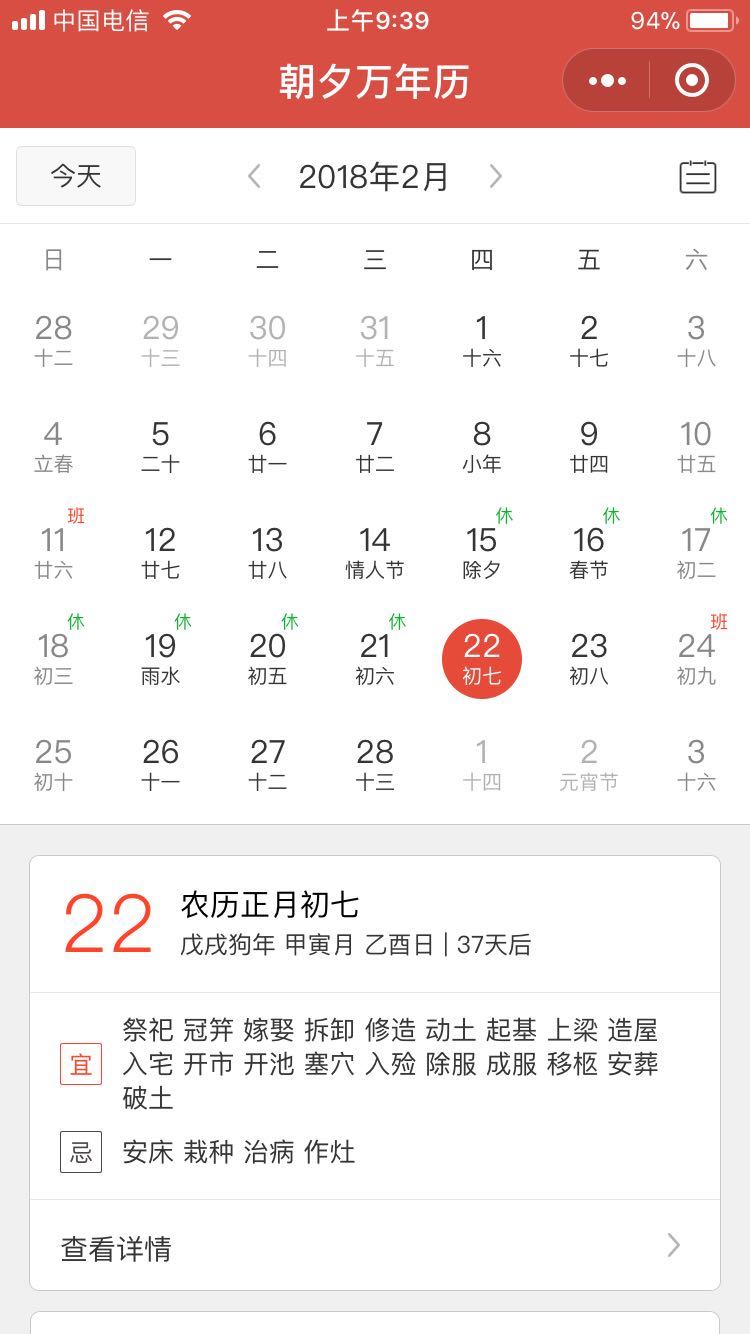 中国电信 上午9:39 94%
朝夕万年历
今天 2018年2月
日 一 二 三 四 五 六
28 29 30 31 1 2 3
十二 十三 十四 十五 十六 十七 十八
4 5 6 7 8 9 10
立春 二十 廿一 廿二 小年 廿四 廿五
班 休 休 休
11 12 13 14 15 16 17
廿六 廿七 廿八 情人节 除夕 春节 初二
休 休 休 休 班
18 19 20 21 22 23 24
初三 雨水 初五 初六 初七 初八 初九
25 26 27 28 1 2 3
初十 十一 十二 十三 十四 元宵节 十六
22 农历正月初七
戊戌狗年 甲寅月 乙酉日 | 37天后
宜 祭祀 冠笄 嫁娶 拆卸 修造 动土 起基 上梁 造屋
入宅 开市 开池 塞穴 入殓 除服 成服 移柩 安葬
破土
忌 安床 栽种 治病 作灶
查看详情